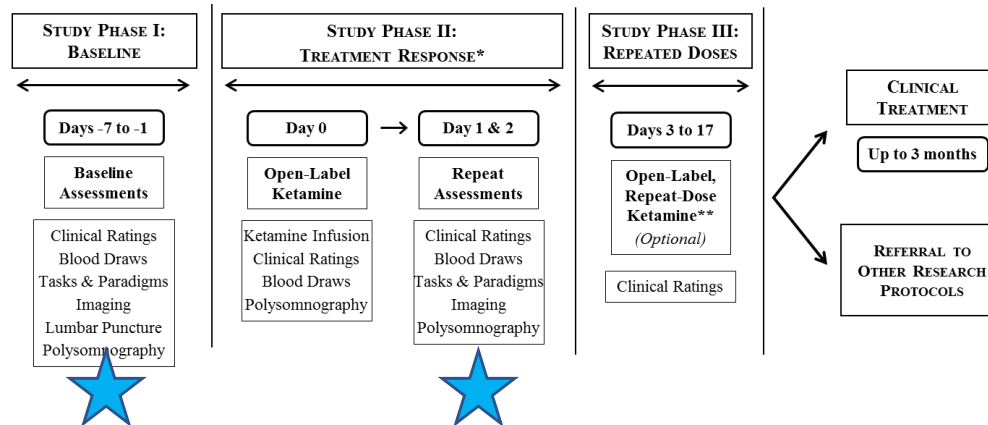 STUDY PHASE I:
BASELINE
Days -7 to -1
Baseline
Assessments
Clinical Ratings
Blood Draws
Tasks & Paradigms
Imaging
Lumbar Puncture
Polysomnography
STUDY PHASE II:
TREATMENT RESPONSE*
Day 0
Open-Label
Ketamine
Ketamine Infusion
Clinical Ratings
Blood Draws
Polysomnography
Day 1 & 2
Repeat
Assessments
Clinical Ratings
Blood Draws
Tasks & Paradigms
Imaging
Polysomnography
STUDY PHASE III:
REPEATED DOSES
Days 3 to 17
Open-Label,
Repeat-Dose
Ketamine**
(Optional)
Clinical Ratings
CLINICAL
TREATMENT
Up to 3 months
REFERRAL TO
OTHER RESEARCH
PROTOCOLS